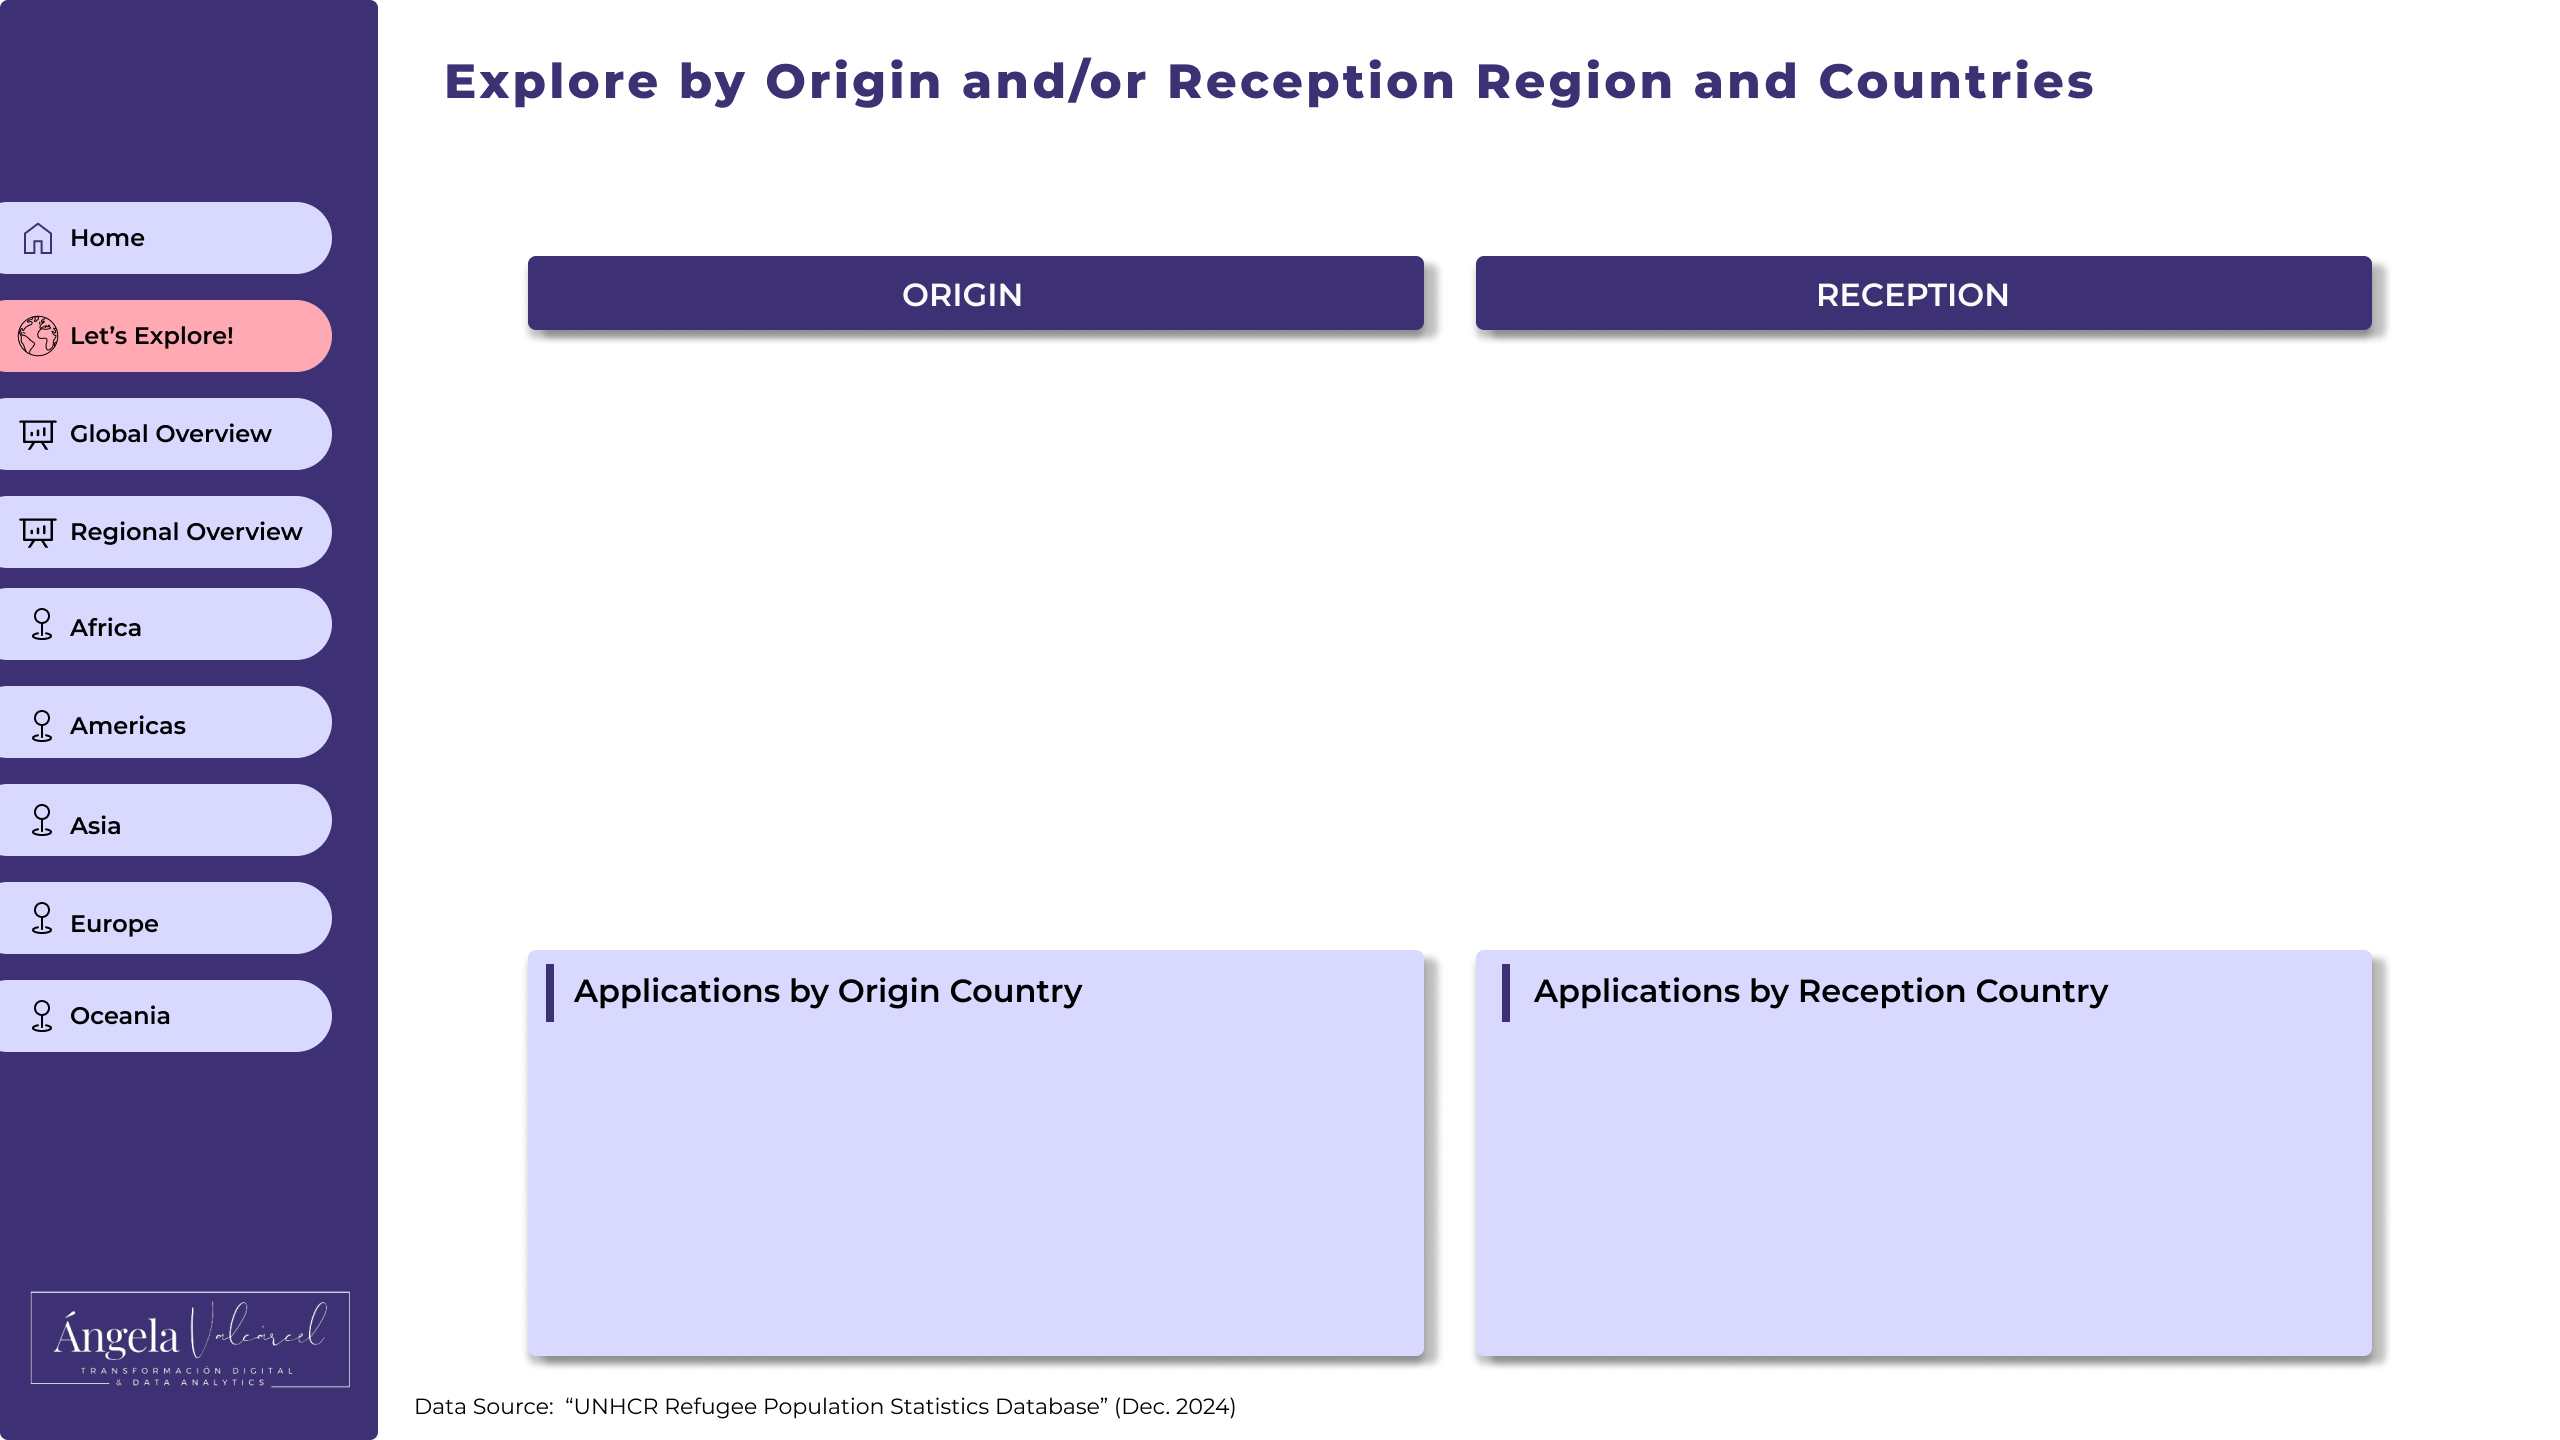 Explore by Origin and/or Reception Region and Countries
Home
Let’s Explore!
Global Overview
Regional Overview
Africa
Americas
Asia
Europe
Oceania
ORIGIN
RECEPTION
Applications by Origin Country
Applications by Reception Country
Ángela Valcárcel
TRANSFORMACIÓN DIGITAL
& DATA ANALYTICS
Data Source:  “UNHCR Refugee Population Statistics Database” (Dec. 2024)